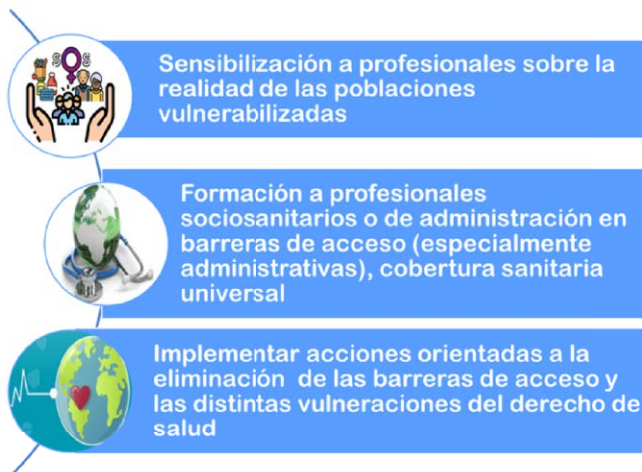 Sensibilización a profesionales sobre la
realidad de las poblaciones
vulnerabilizadas
Formación a profesionales
sociosanitarios o de administración en
barreras de acceso (especialmente
administrativas), cobertura sanitaria
universal
Implementar acciones orientadas a la
eliminación de las barreras de acceso y
las distintas vulneraciones del derecho de
salud